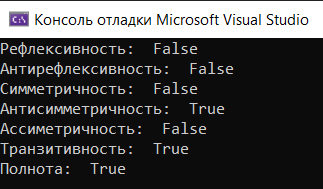 Консоль отладки Microsoft Visual Studio
Рефлексивность:  False
Антирефлексивность:  False
Симметричность:  False
Антисимметричность:  True
Ассиметричность:  False
Транзитивность:  True
Полнота:  True